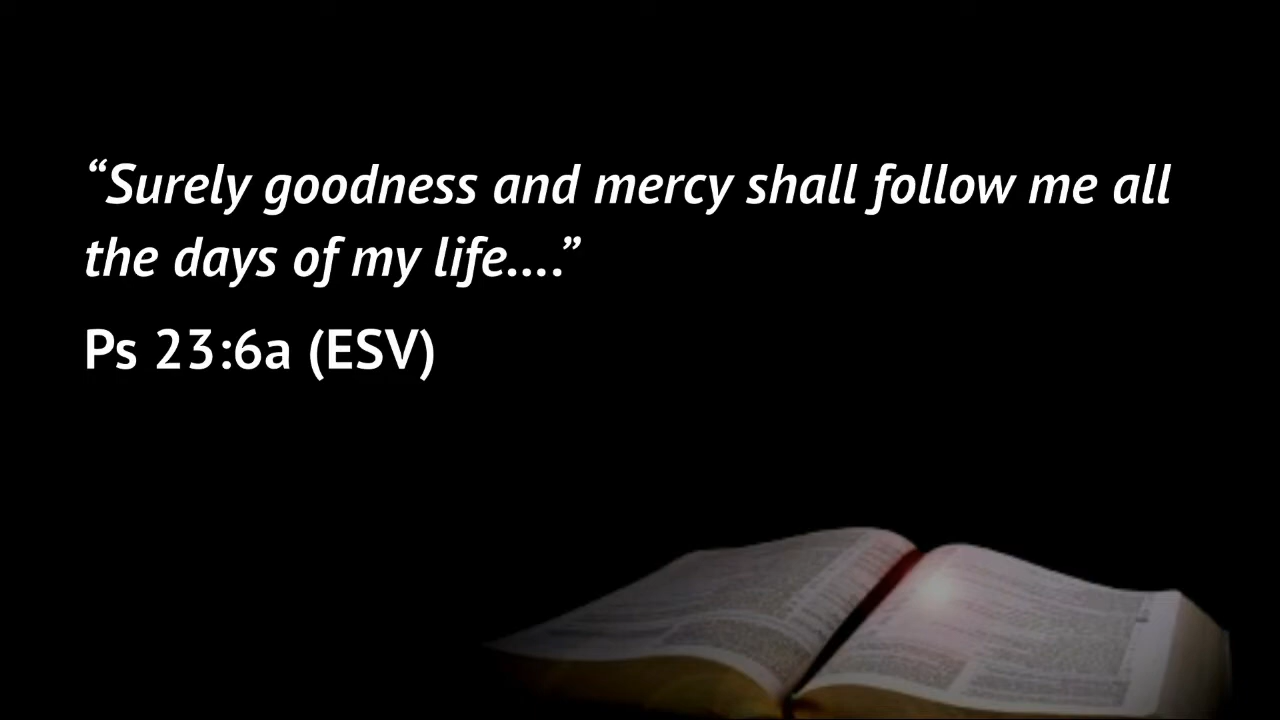 “Surely goodness and mercy shall follow me all
the days of my life....”
Ps 23:6a (ESV)